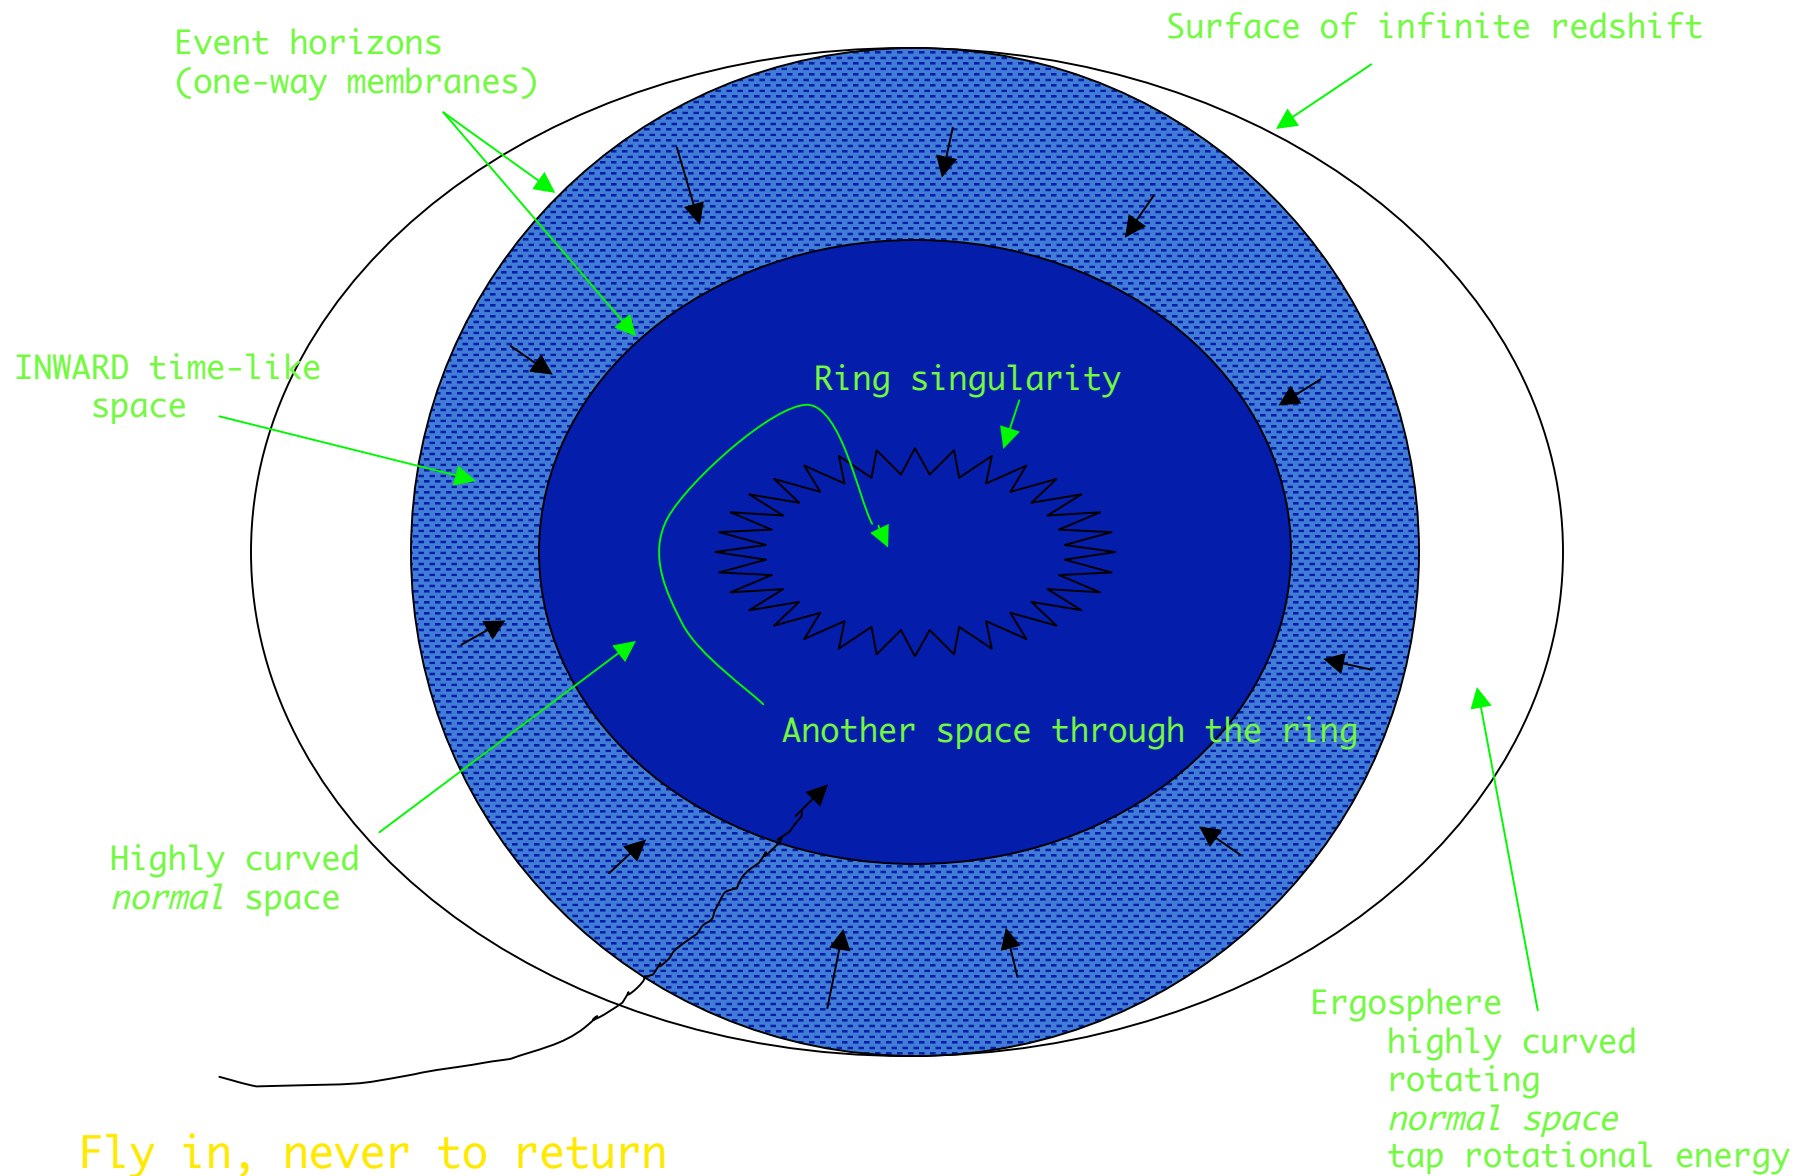 Surface of infinite redshift
Event horizons
(one-way membranes)
INWARD time-like
space
Ring singularity
Another space through the ring
Highly curved
normal space
Ergosphere
highly curved
rotating
normal space
tap rotational energy
Fly in, never to return